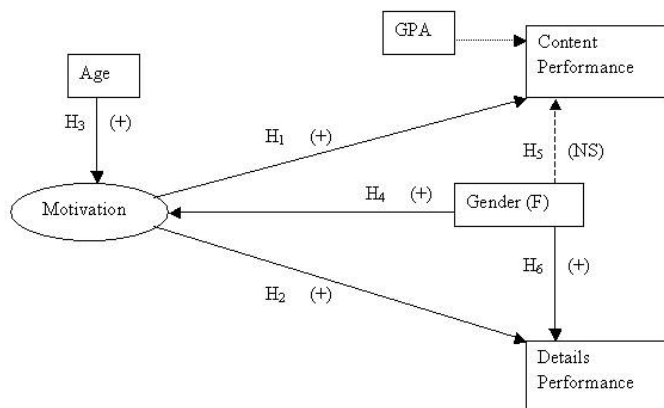 GPA
Content
Performance
Age
H₃ (+)
H₁ (+)
H₅ (NS)
Motivation
H₄ (+)
Gender (F)
H₆ (+)
H₂ (+)
Details
Performance